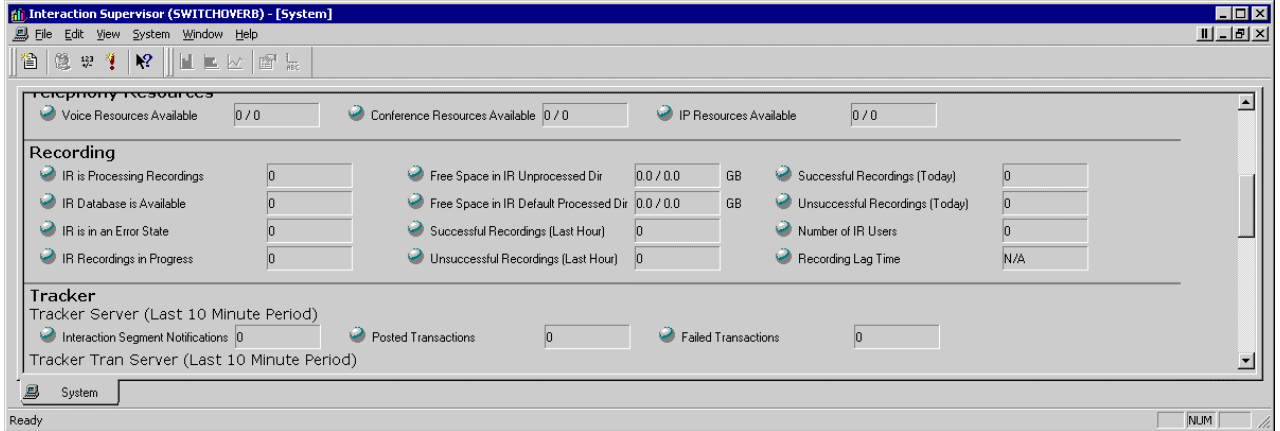 Interaction Supervisor (SWITCHOVERB) - [System]
File Edit View System Window Help
123
+/-
ABC
Telephony Resources
Voice Resources Available 0 / 0 Conference Resources Available 0 / 0 IP Resources Available 0 / 0
Recording
IR is Processing Recordings 0 Free Space in IR Unprocessed Dir 0.0 / 0.0 GB Successful Recordings (Today) 0
IR Database is Available 0 Free Space in IR Default Processed Dir 0.0 / 0.0 GB Unsuccessful Recordings (Today) 0
IR is in an Error State 0 Successful Recordings (Last Hour) 0 Number of IR Users 0
IR Recordings in Progress 0 Unsuccessful Recordings (Last Hour) 0 Recording Lag Time N/A
Tracker
Tracker Server (Last 10 Minute Period)
Interaction Segment Notifications 0 Posted Transactions 0 Failed Transactions 0
Tracker Tran Server (Last 10 Minute Period)
System
Ready NUM